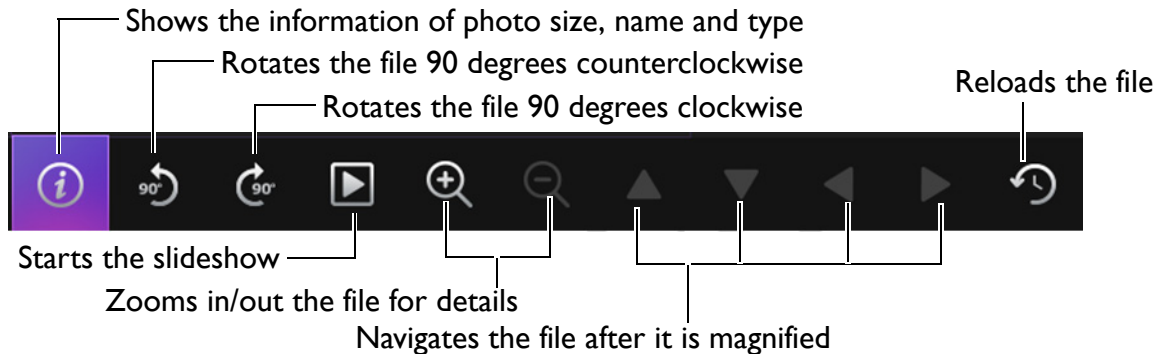 Shows the information of photo size, name and type
Rotates the file 90 degrees counterclockwise
Reloads the file
Rotates the file 90 degrees clockwise
i 90° 90°
Starts the slideshow
Zooms in/out the file for details
Navigates the file after it is magnified